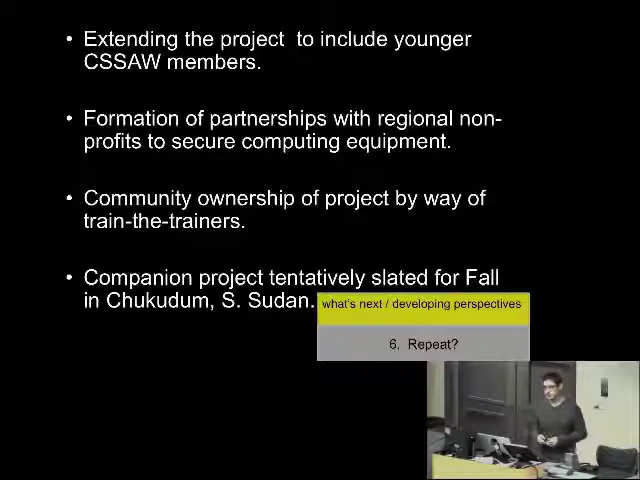 • Extending the project to include younger
CSSAW members.
• Formation of partnerships with regional non-
profits to secure computing equipment.
• Community ownership of project by way of
train-the-trainers.
• Companion project tentatively slated for Fall
in Chukudum, S. Sudan.
what's next / developing perspectives
6. Repeat?